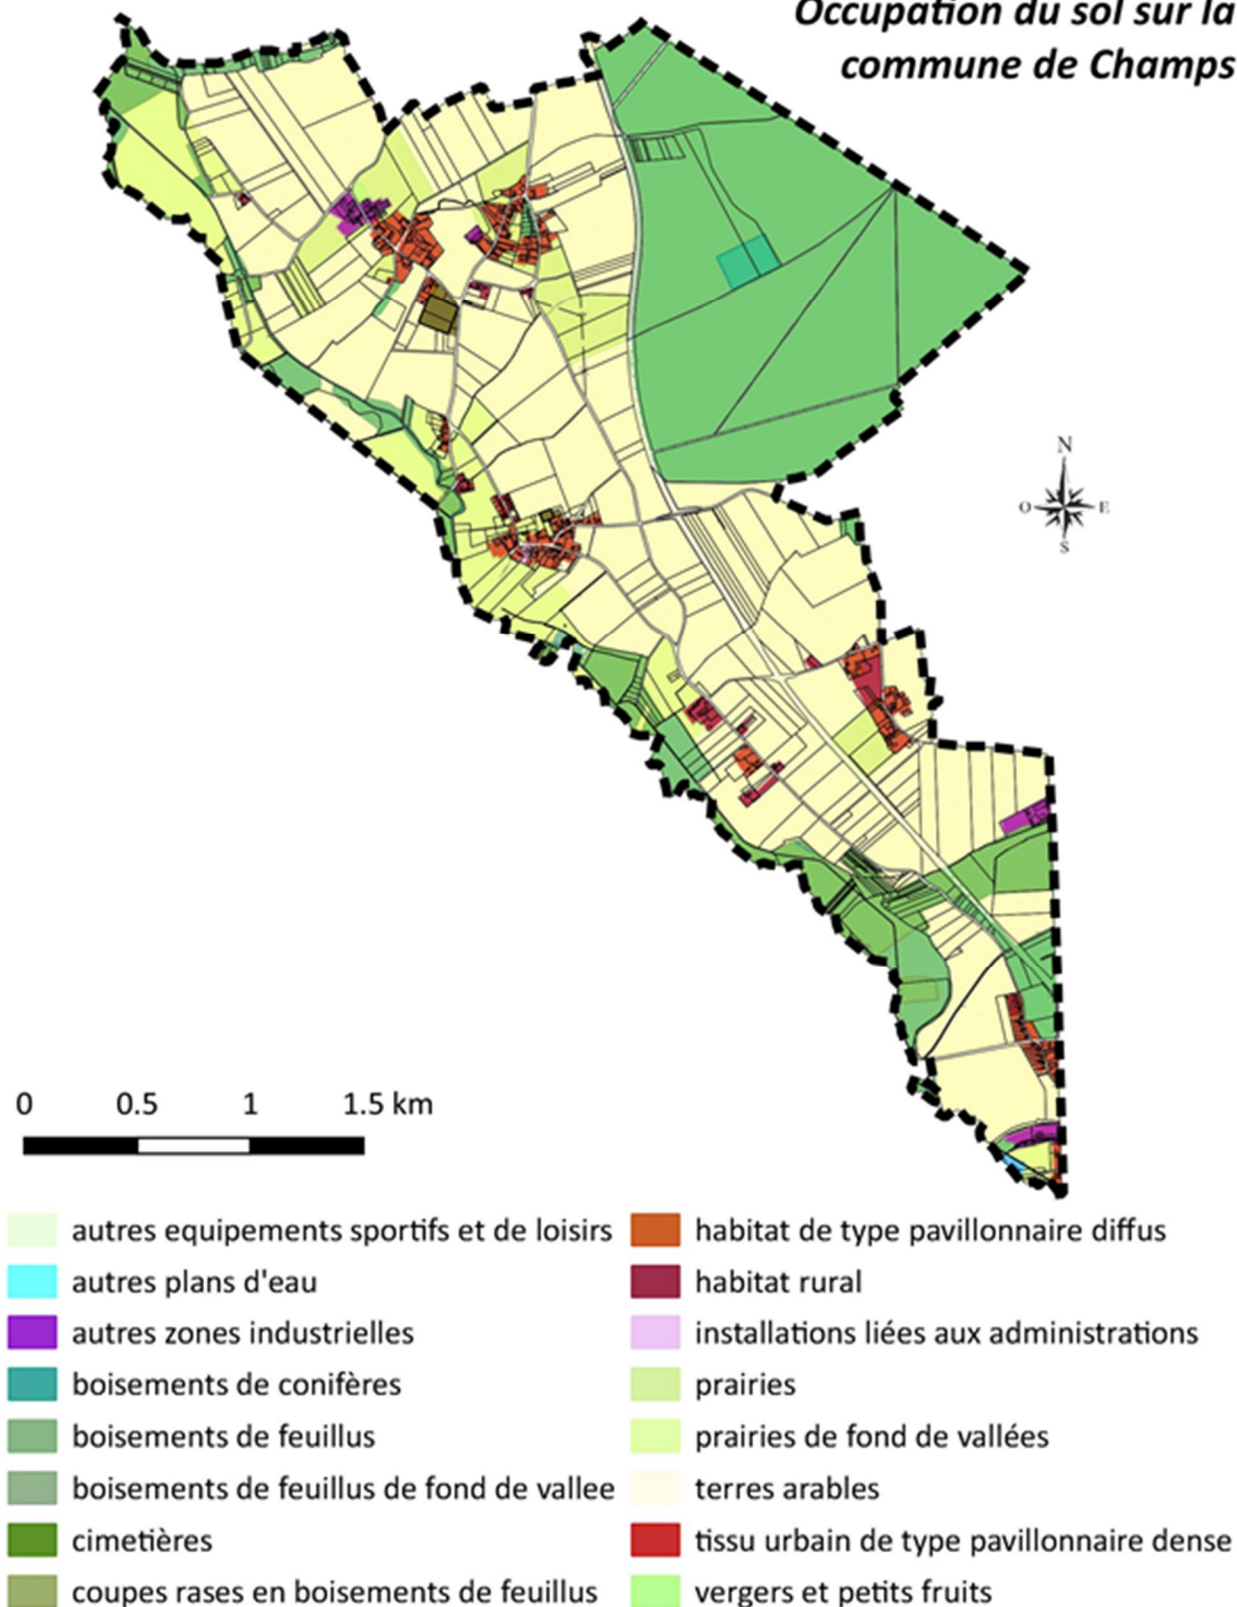 Occupation du sol sur la
commune de Champs
N
O
E
S
0 0.5 1 1.5 km
autres equipements sportifs et de loisirs
autres plans d'eau
autres zones industrielles
boisements de conifères
boisements de feuillus
boisements de feuillus de fond de vallee
cimetières
coupes rases en boisements de feuillus
habitat de type pavillonnaire diffus
habitat rural
installations liées aux administrations
prairies
prairies de fond de vallées
terres arables
tissu urbain de type pavillonnaire dense
vergers et petits fruits